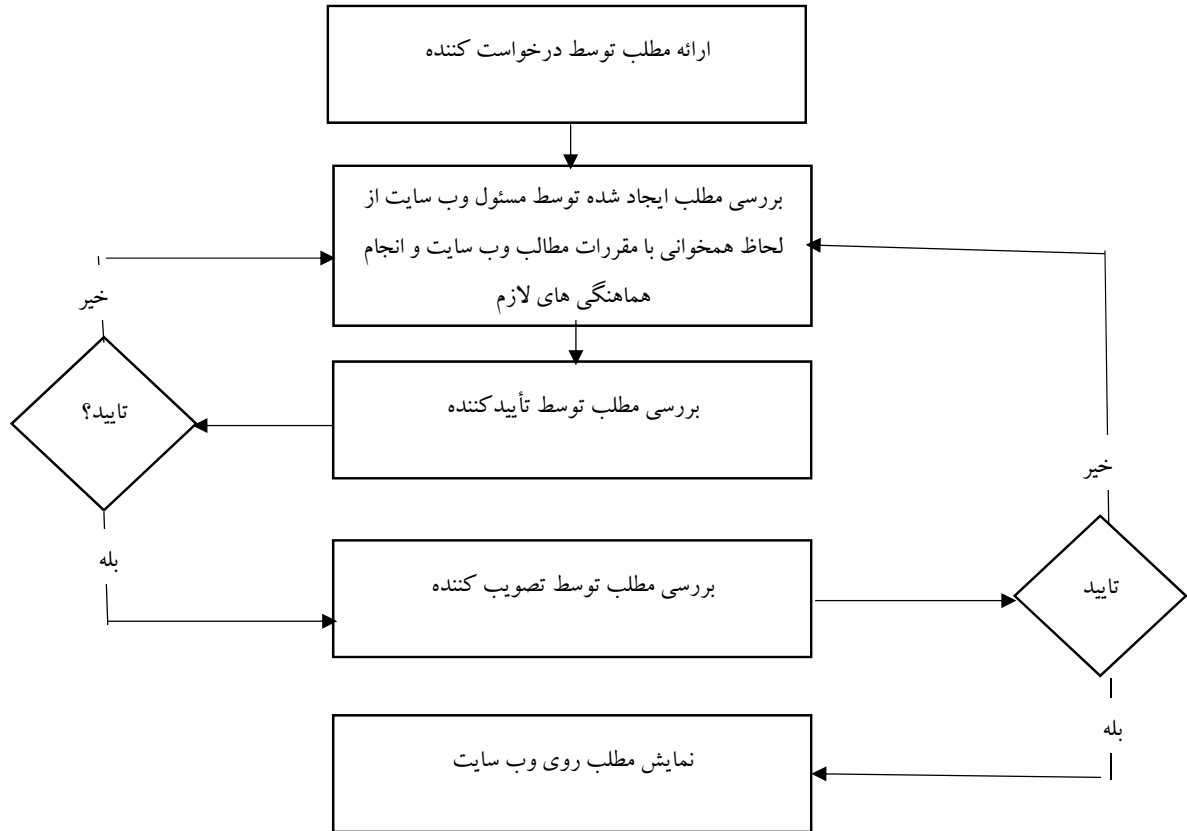 ارائه مطلب توسط درخواست کننده
بررسی مطلب ایجاد شده توسط مسئول وب سایت از
لحاظ همخوانی با مقررات مطالب وب سایت و انجام
هماهنگی های لازم
خیر
تایید؟
بررسی مطلب توسط تأییدکننده
خیر
بله
بررسی مطلب توسط تصویب کننده
تایید
بله
نمایش مطلب روی وب سایت